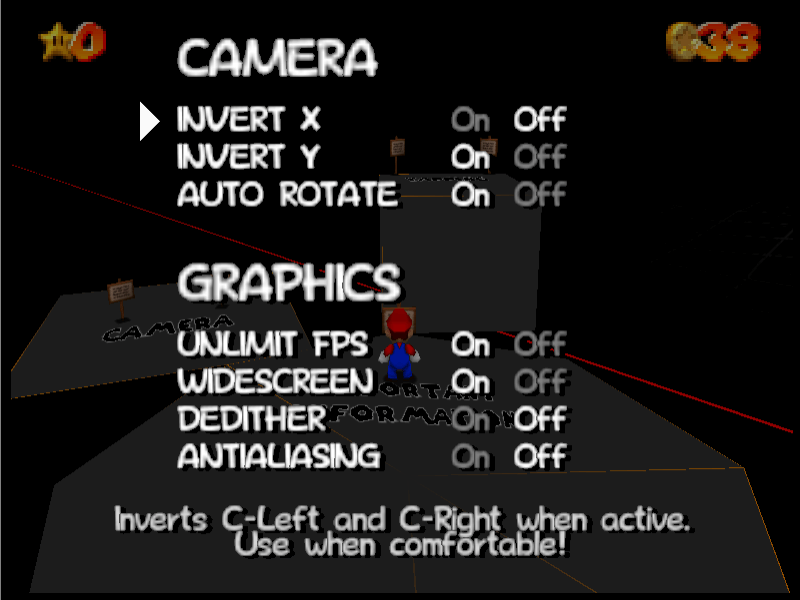 0 38
CAMERA
INVERT X On Off
INVERT Y On Off
AUTO ROTATE On Off
GRAPHICS
CAMERA
UNLIMIT FPS On Off
WIDESCREEN On Off
DEDITHER On Off
ANTIALIASING On Off
Inverts C-Left and C-Right when active.
Use when comfortable!